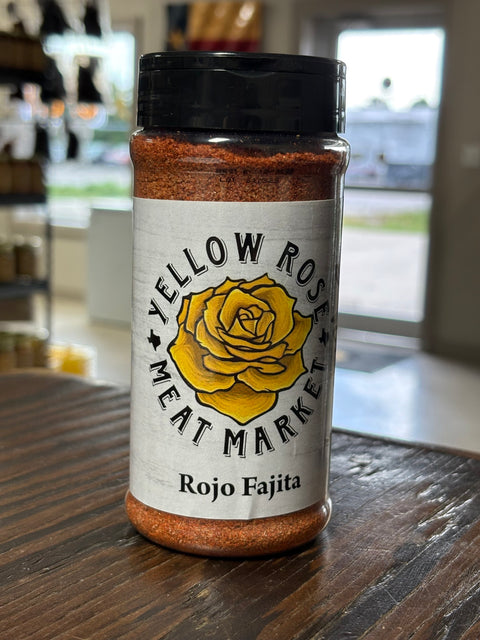 YELLOW ROSE
MEAT MARKET
Rojo Fajita